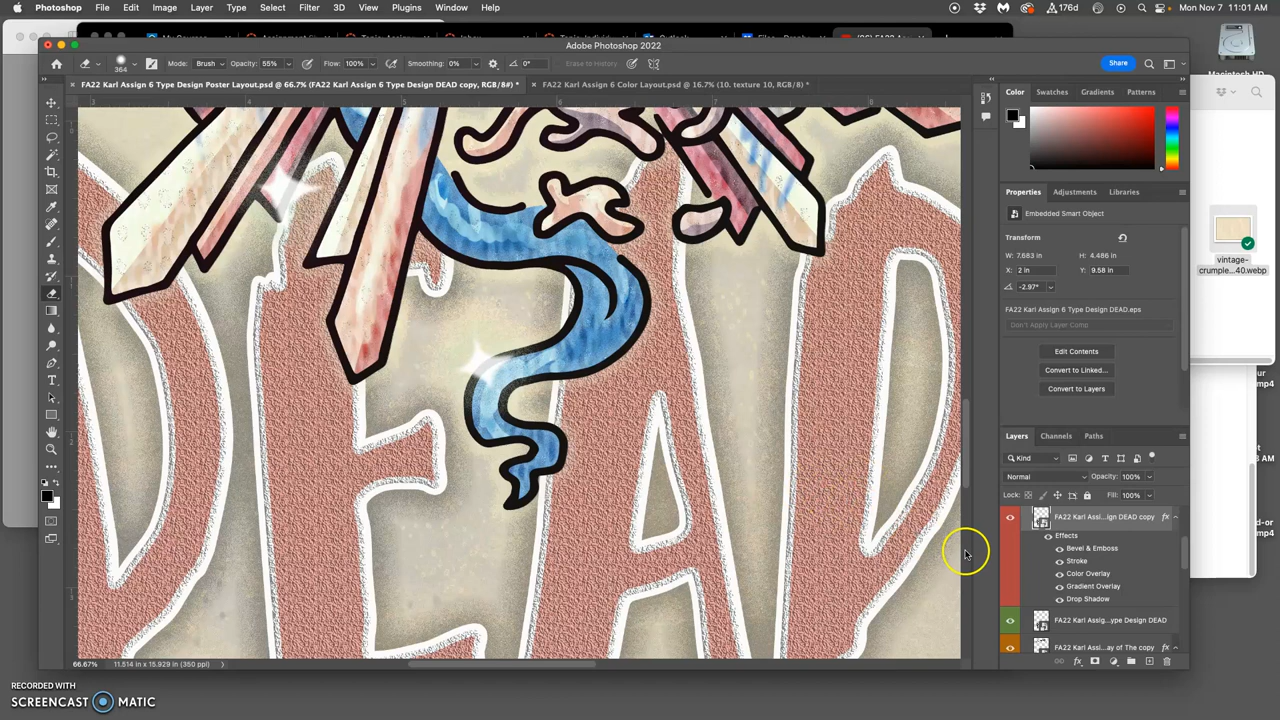 Photoshop File Edit Image Layer Type Select Filter 3D View Plugins Window Help 176d Mon Nov 7 11:01 AM
Adobe Photoshop 2022
364 Mode: Brush Opacity: 55% Flow: 100% Smoothing: 0% 0° Erase to History Share
FA22 Karl Assign 6 Type Design Poster Layout.psd @ 66.7% (FA22 Karl Assign 6 Type Design DEAD copy, RGB/8#) *
FA22 Karl Assign 6 Color Layout.psd @ 16.7% (10. texture 10, RGB/8) *
3 5 6 8
DEAD
Color Swatches Gradients Patterns
Properties Adjustments Libraries
Embedded Smart Object
Transform
W: 7.683 in H: 4.486 in
X: 2 in Y: 9.58 in
-2.97°
FA22 Karl Assign 6 Type Design DEAD.eps
Don't Apply Layer Comp
Edit Contents
Convert to Linked...
Convert to Layers
Layers Channels Paths
Kind
Normal Opacity: 100%
Lock: Fill: 100%
FA22 Karl Assi...ign DEAD copy fx
Effects
Bevel & Emboss
Stroke
Color Overlay
Gradient Overlay
Drop Shadow
FA22 Karl Assig...ype Design DEAD
FA22 Karl Assi...ay of The copy fx
66.67% 11.514 in x 15.929 in (350 ppi)
vintage-
crumple...40.webp
RECORDED WITH
SCREENCAST MATIC